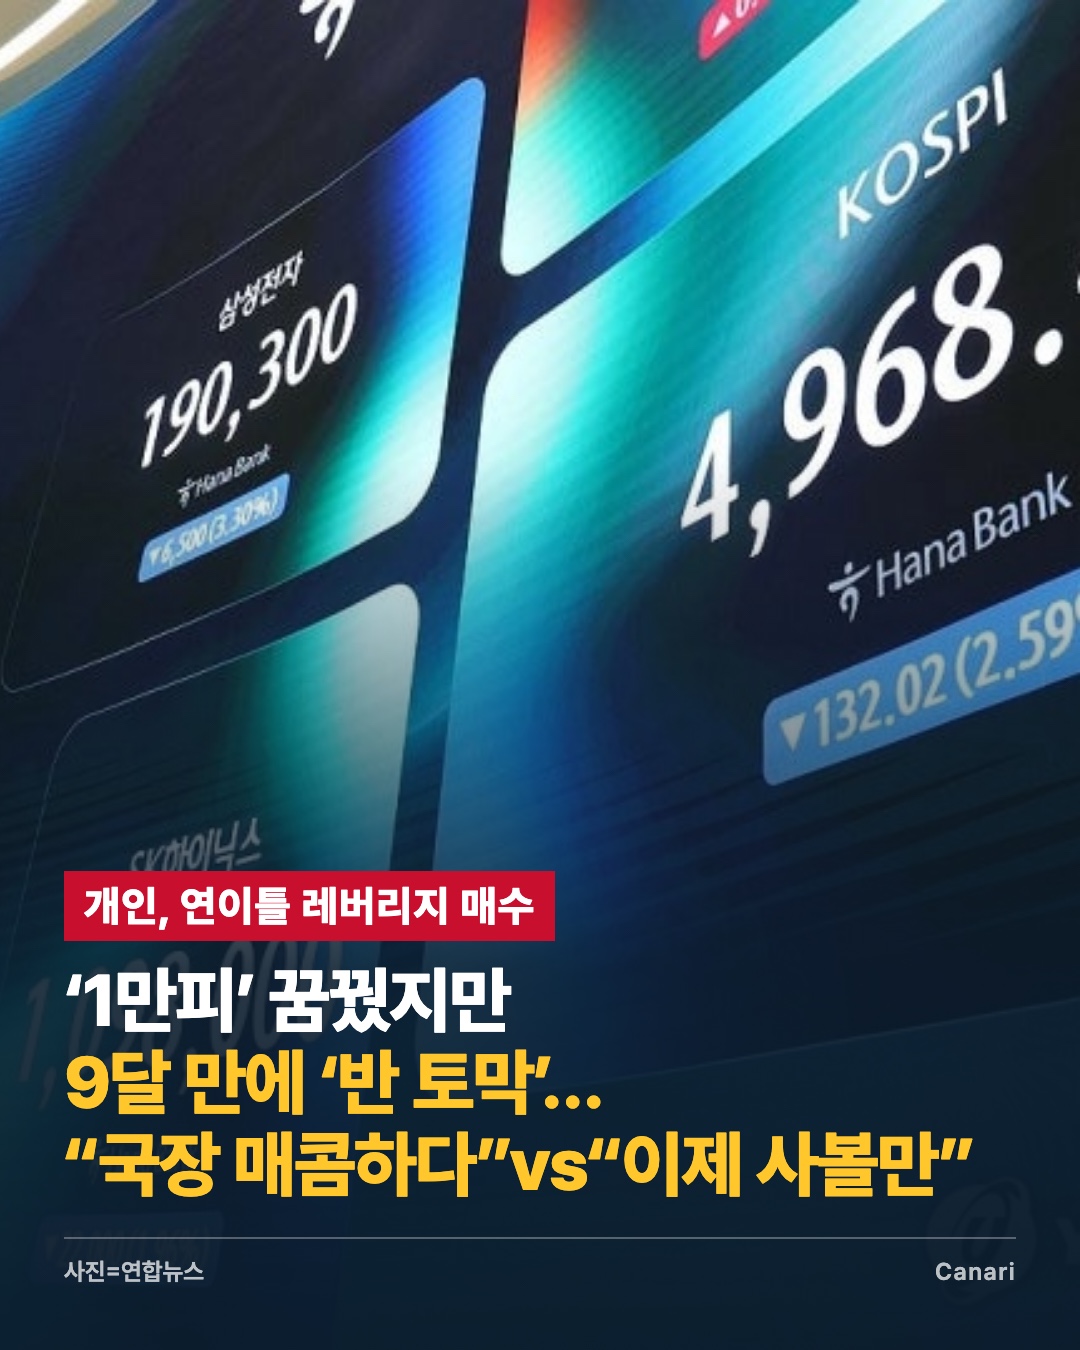 KOSPI
4,968.
Hana Bank
▼132.02 (2.59
삼성전자
190,300
Hana Bank
▼6,500 (3.30%)
SK하이닉스
개인, 연이틀 레버리지 매수
‘1만피’ 꿈꿨지만
9달 만에 ‘반 토막’...
“국장 매콤하다”vs“이제 사볼만”
사진=연합뉴스
Canari